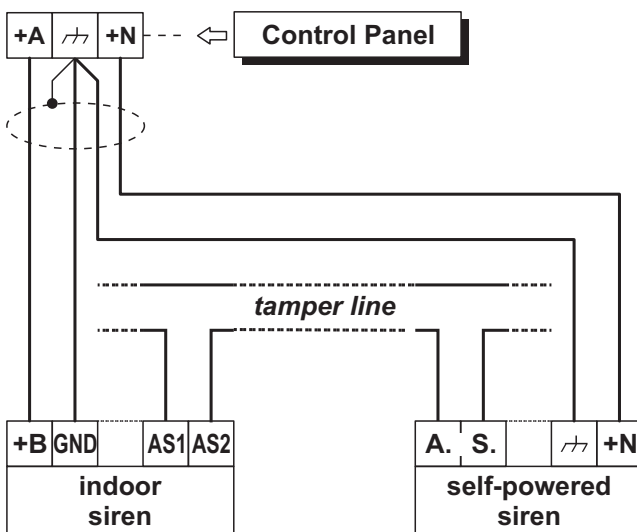 +A +N Control Panel
tamper line
+B GND AS1 AS2 A. S. +N
indoor
siren
self-powered
siren